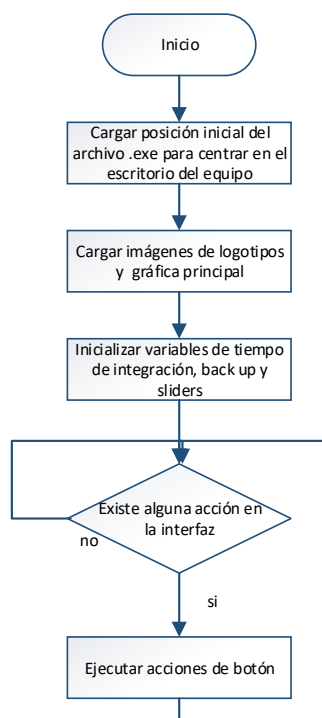 Inicio
Cargar posición inicial del
archivo .exe para centrar en el
escritorio del equipo
Cargar imágenes de logotipos
y gráfica principal
Inicializar variables de tiempo
de integración, back up y
sliders
Existe alguna acción en
la interfaz
no
si
Ejecutar acciones de botón